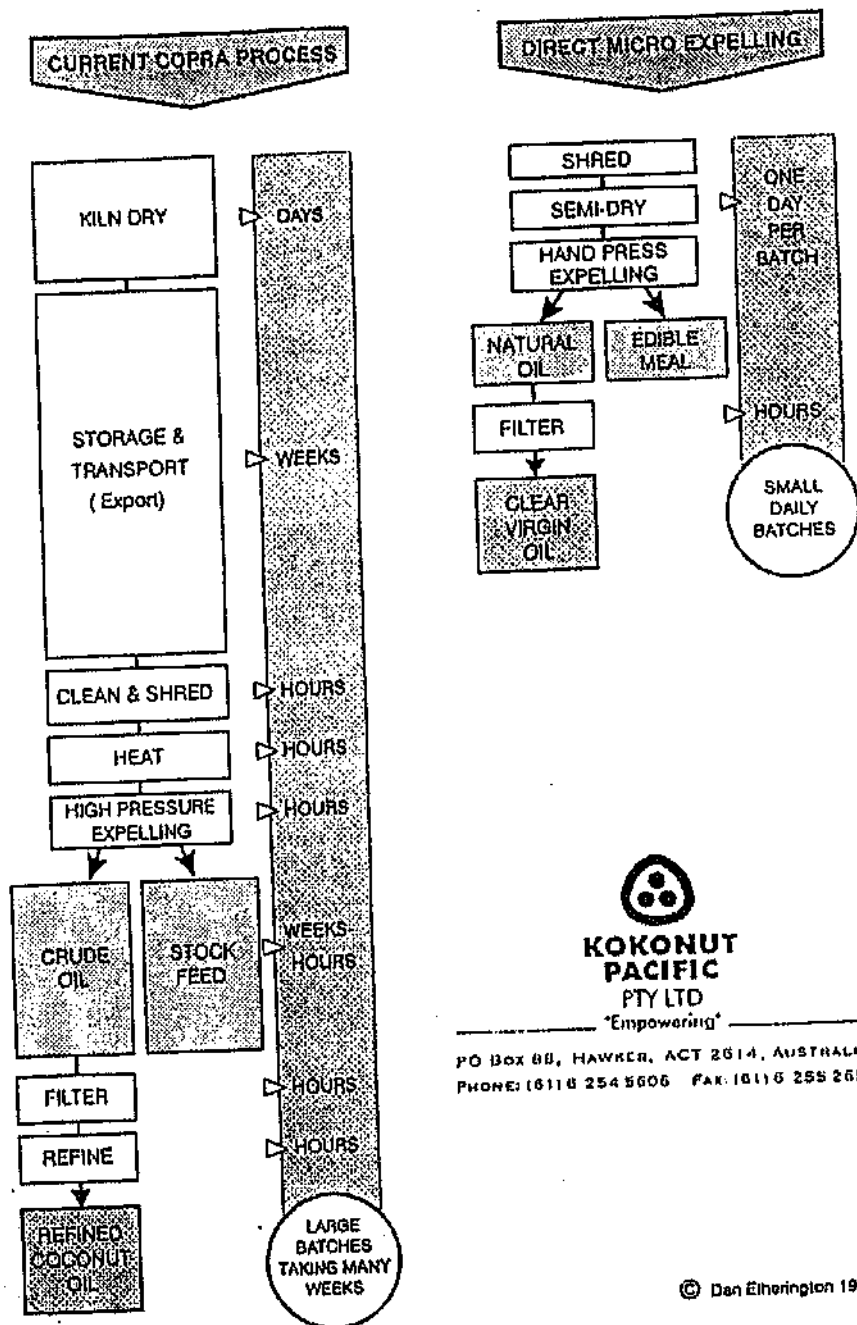 CURRENT COPRA PROCESS
KILN DRY
DAYS
STORAGE &
TRANSPORT
( Export)
WEEKS
CLEAN & SHRED
HOURS
HEAT
HOURS
HIGH PRESSURE
EXPELLING
HOURS
CRUDE
OIL
STOCK
FEED
WEEKS-
HOURS
FILTER
HOURS
REFINE
HOURS
REFINED
COCONUT
OIL
LARGE
BATCHES
TAKING MANY
WEEKS
DIRECT MICRO EXPELLING
SHRED
SEMI-DRY
HAND PRESS
EXPELLING
ONE
DAY
PER
BATCH
NATURAL
OIL
EDIBLE
MEAL
FILTER
HOURS
CLEAR
VIRGIN
OIL
SMALL
DAILY
BATCHES
KOKONUT
PACIFIC
PTY LTD
"Empowering"
PO BOX 88, HAWKER, ACT 2614,
PHONE: (61) 6 254 5606 FAX: (61) 6 255
© Dan Etherington